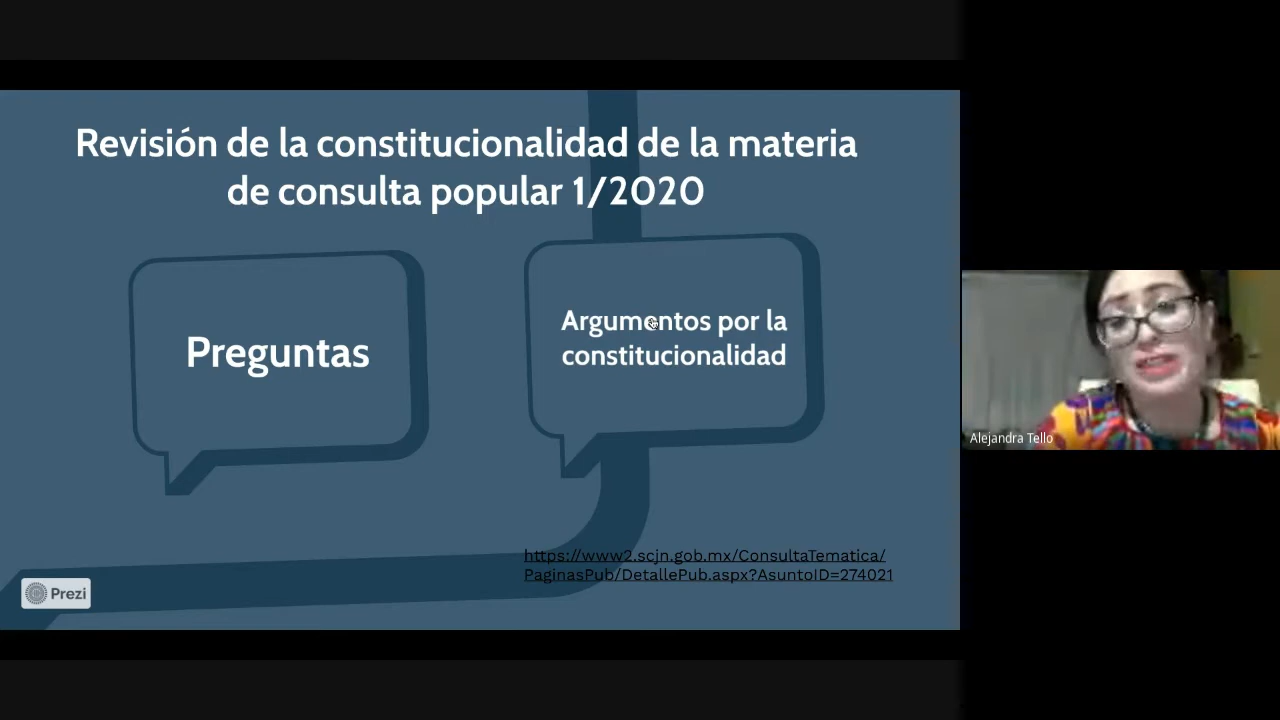 Revisión de la constitucionalidad de la materia
de consulta popular 1/2020
Preguntas
Argumentos por la
constitucionalidad
https://www2.scjn.gob.mx/ConsultaTematica/
PaginasPub/DetallePub.aspx?AsuntoID=274021
Prezi
Alejandra Tello